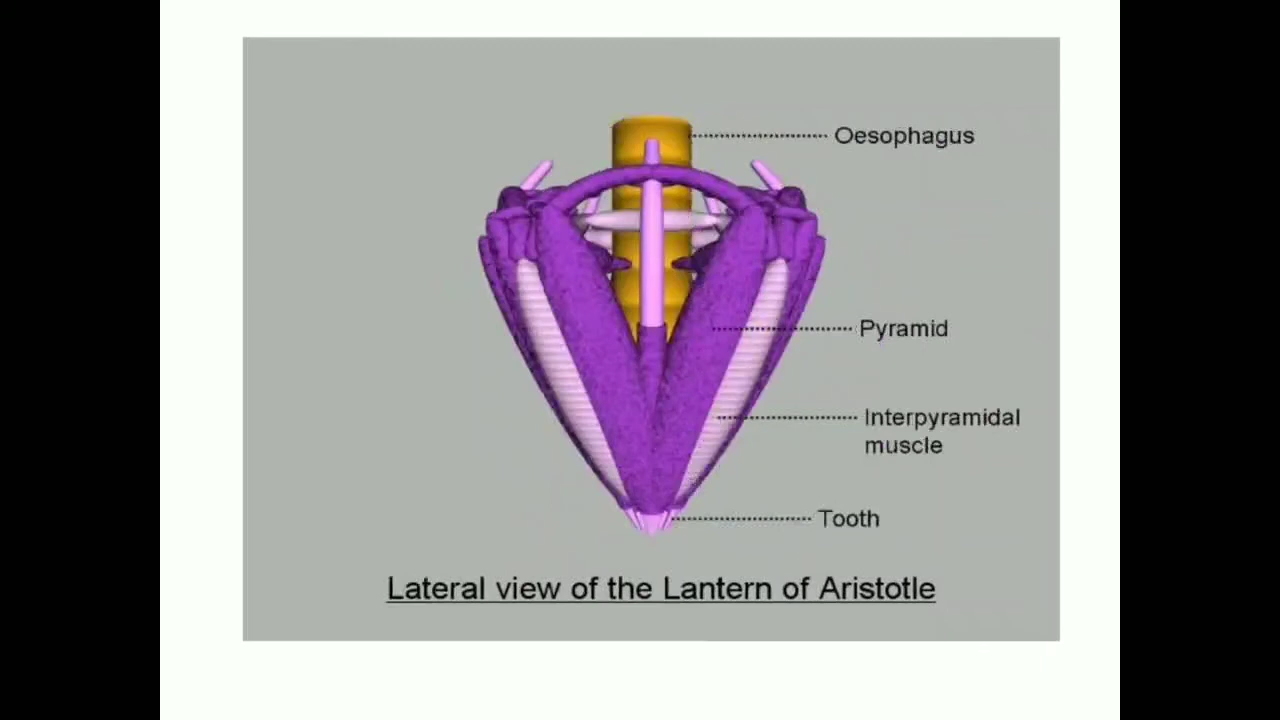 Oesophagus
Pyramid
Interpyramidal
muscle
Tooth
Lateral view of the Lantern of Aristotle